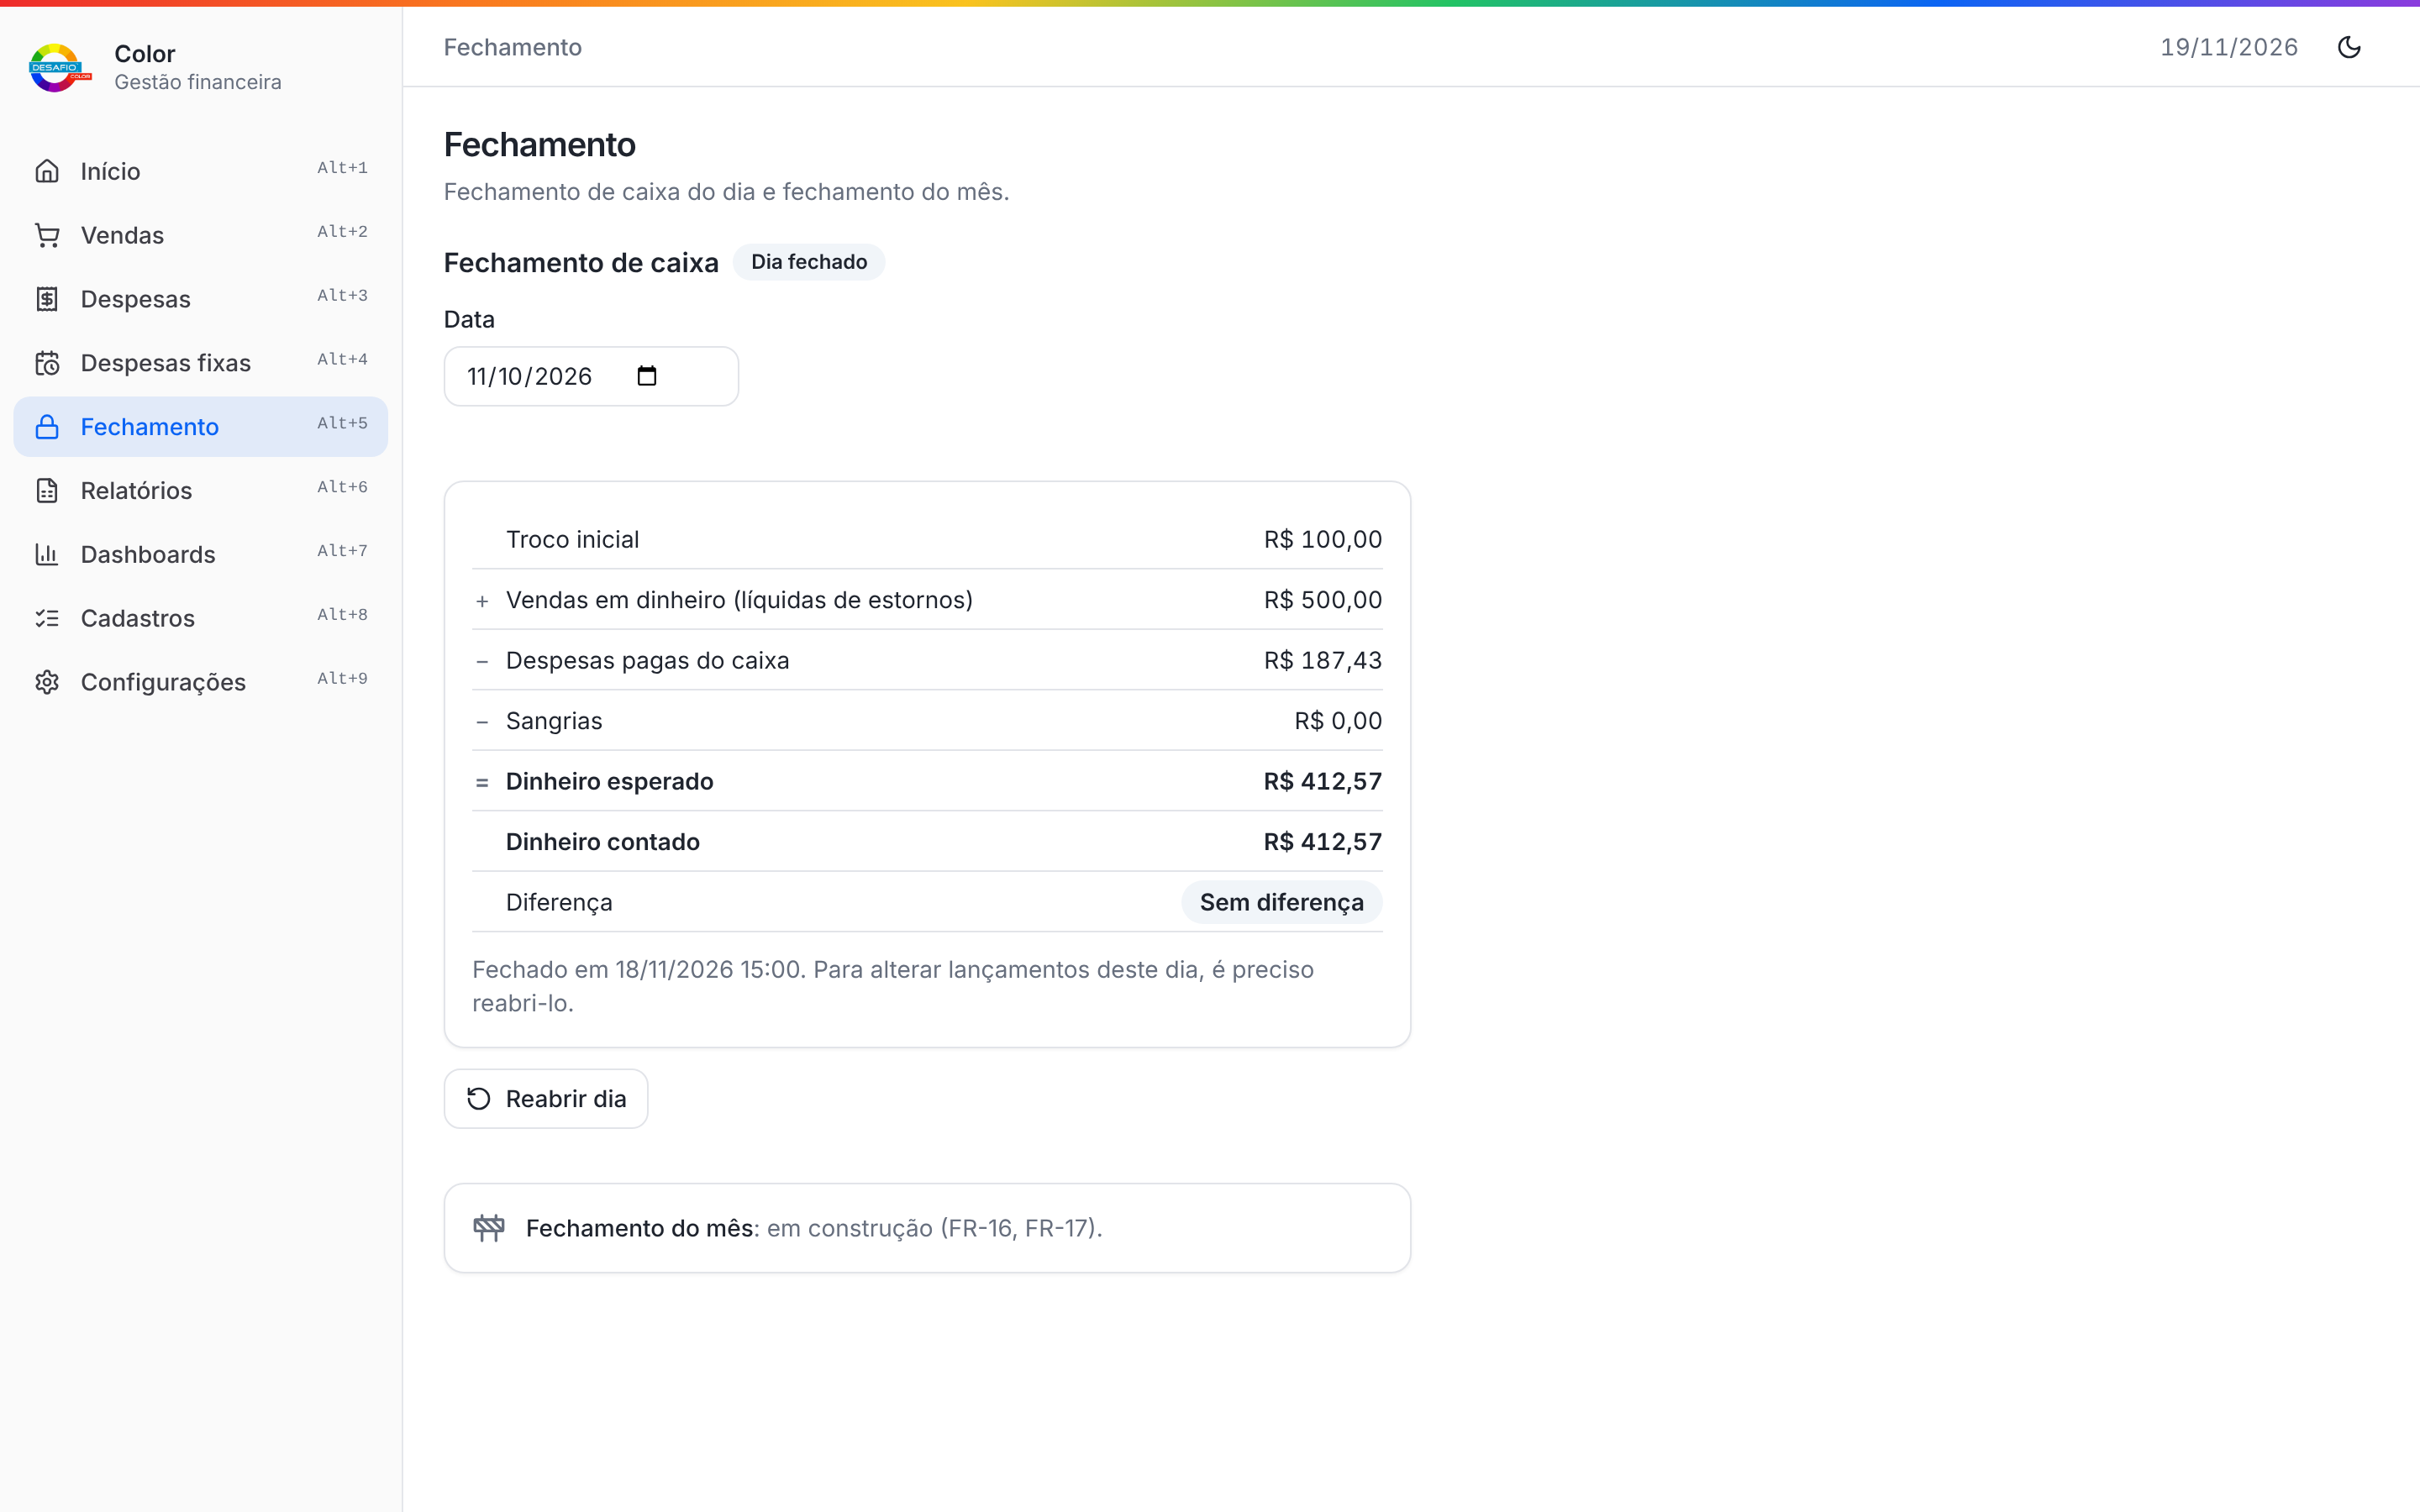 DESAFIO
COLOR
Color
Gestão financeira
Início Alt+1
Vendas Alt+2
Despesas Alt+3
Despesas fixas Alt+4
Fechamento Alt+5
Relatórios Alt+6
Dashboards Alt+7
Cadastros Alt+8
Configurações Alt+9
Fechamento 19/11/2026
Fechamento
Fechamento de caixa do dia e fechamento do mês.
Fechamento de caixa Dia fechado
Data
11/10/2026
Troco inicial R$ 100,00
+ Vendas em dinheiro (líquidas de estornos) R$ 500,00
− Despesas pagas do caixa R$ 187,43
− Sangrias R$ 0,00
= Dinheiro esperado R$ 412,57
Dinheiro contado R$ 412,57
Diferença Sem diferença
Fechado em 18/11/2026 15:00. Para alterar lançamentos deste dia, é preciso
reabri-lo.
Reabrir dia
Fechamento do mês: em construção (FR-16, FR-17).